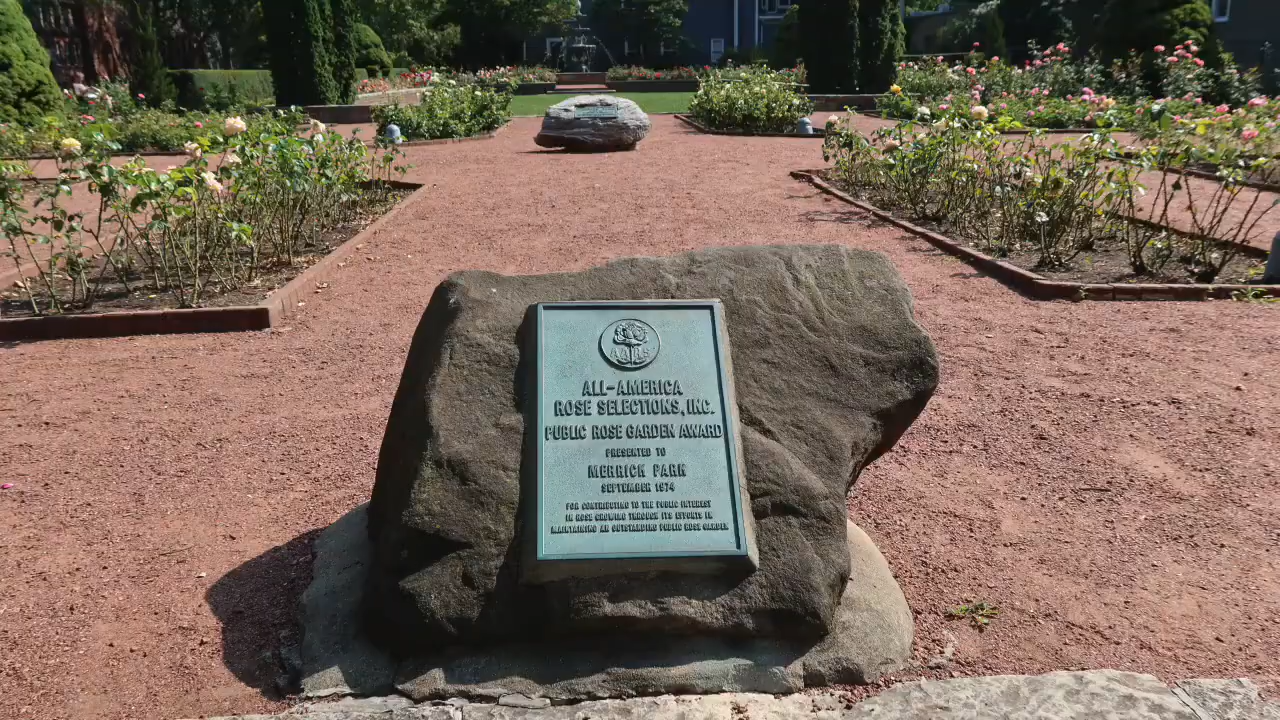 AARS
ALL-AMERICA
ROSE SELECTIONS, INC.
PUBLIC ROSE GARDEN AWARD
PRESENTED TO
MERRICK PARK
SEPTEMBER 1974
FOR CONTRIBUTING TO THE PUBLIC INTEREST
IN ROSE GROWING THROUGH ITS EFFORTS IN
MAINTAINING AN OUTSTANDING PUBLIC ROSE GARDEN